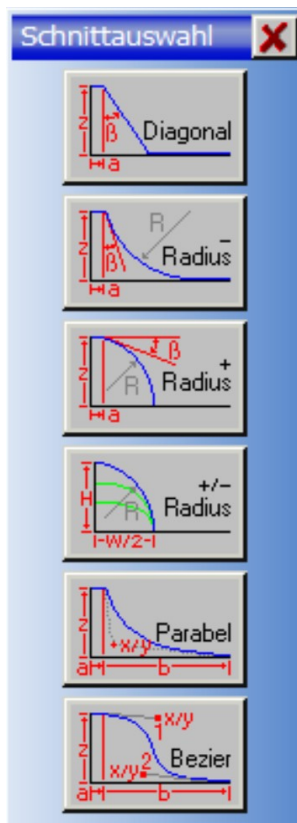 Schnittauswahl
z β Diagonal
a
R
z β Radius -
a
β
z R Radius +
a
+/-
H R Radius
W/2
z x/y Parabel
a b
1 x/y
z x/y 2 Bezier
a b